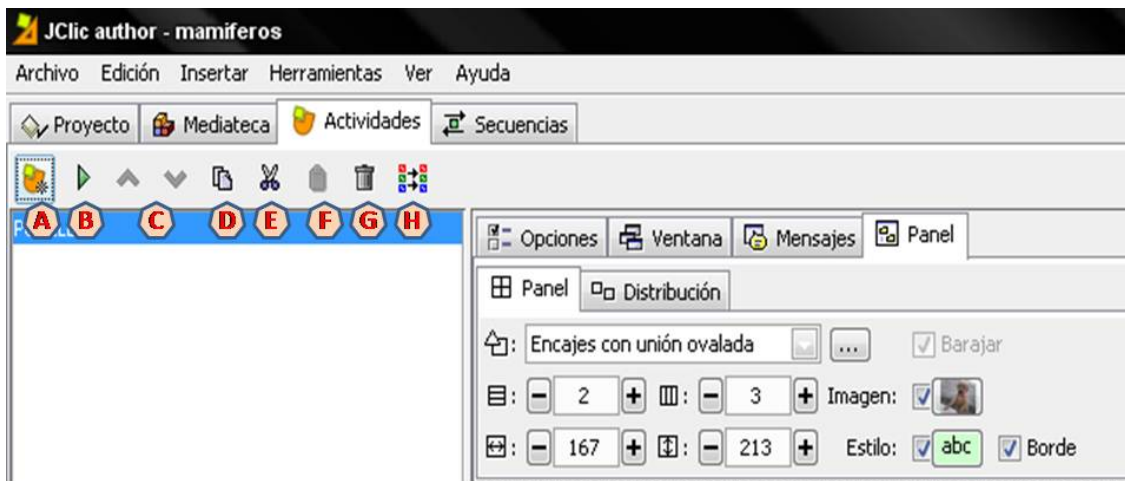 JClic author - mamiferos
Archivo Edición Insertar Herramientas Ver Ayuda
Proyecto Mediateca Actividades Secuencias
A B C D E F G H
Opciones Ventana Mensajes Panel
Panel Distribución
: Encajes con unión ovalada ... Barajar
: - 2 + : - 3 + Imagen:
: - 167 + : - 213 + Estilo: abc Borde